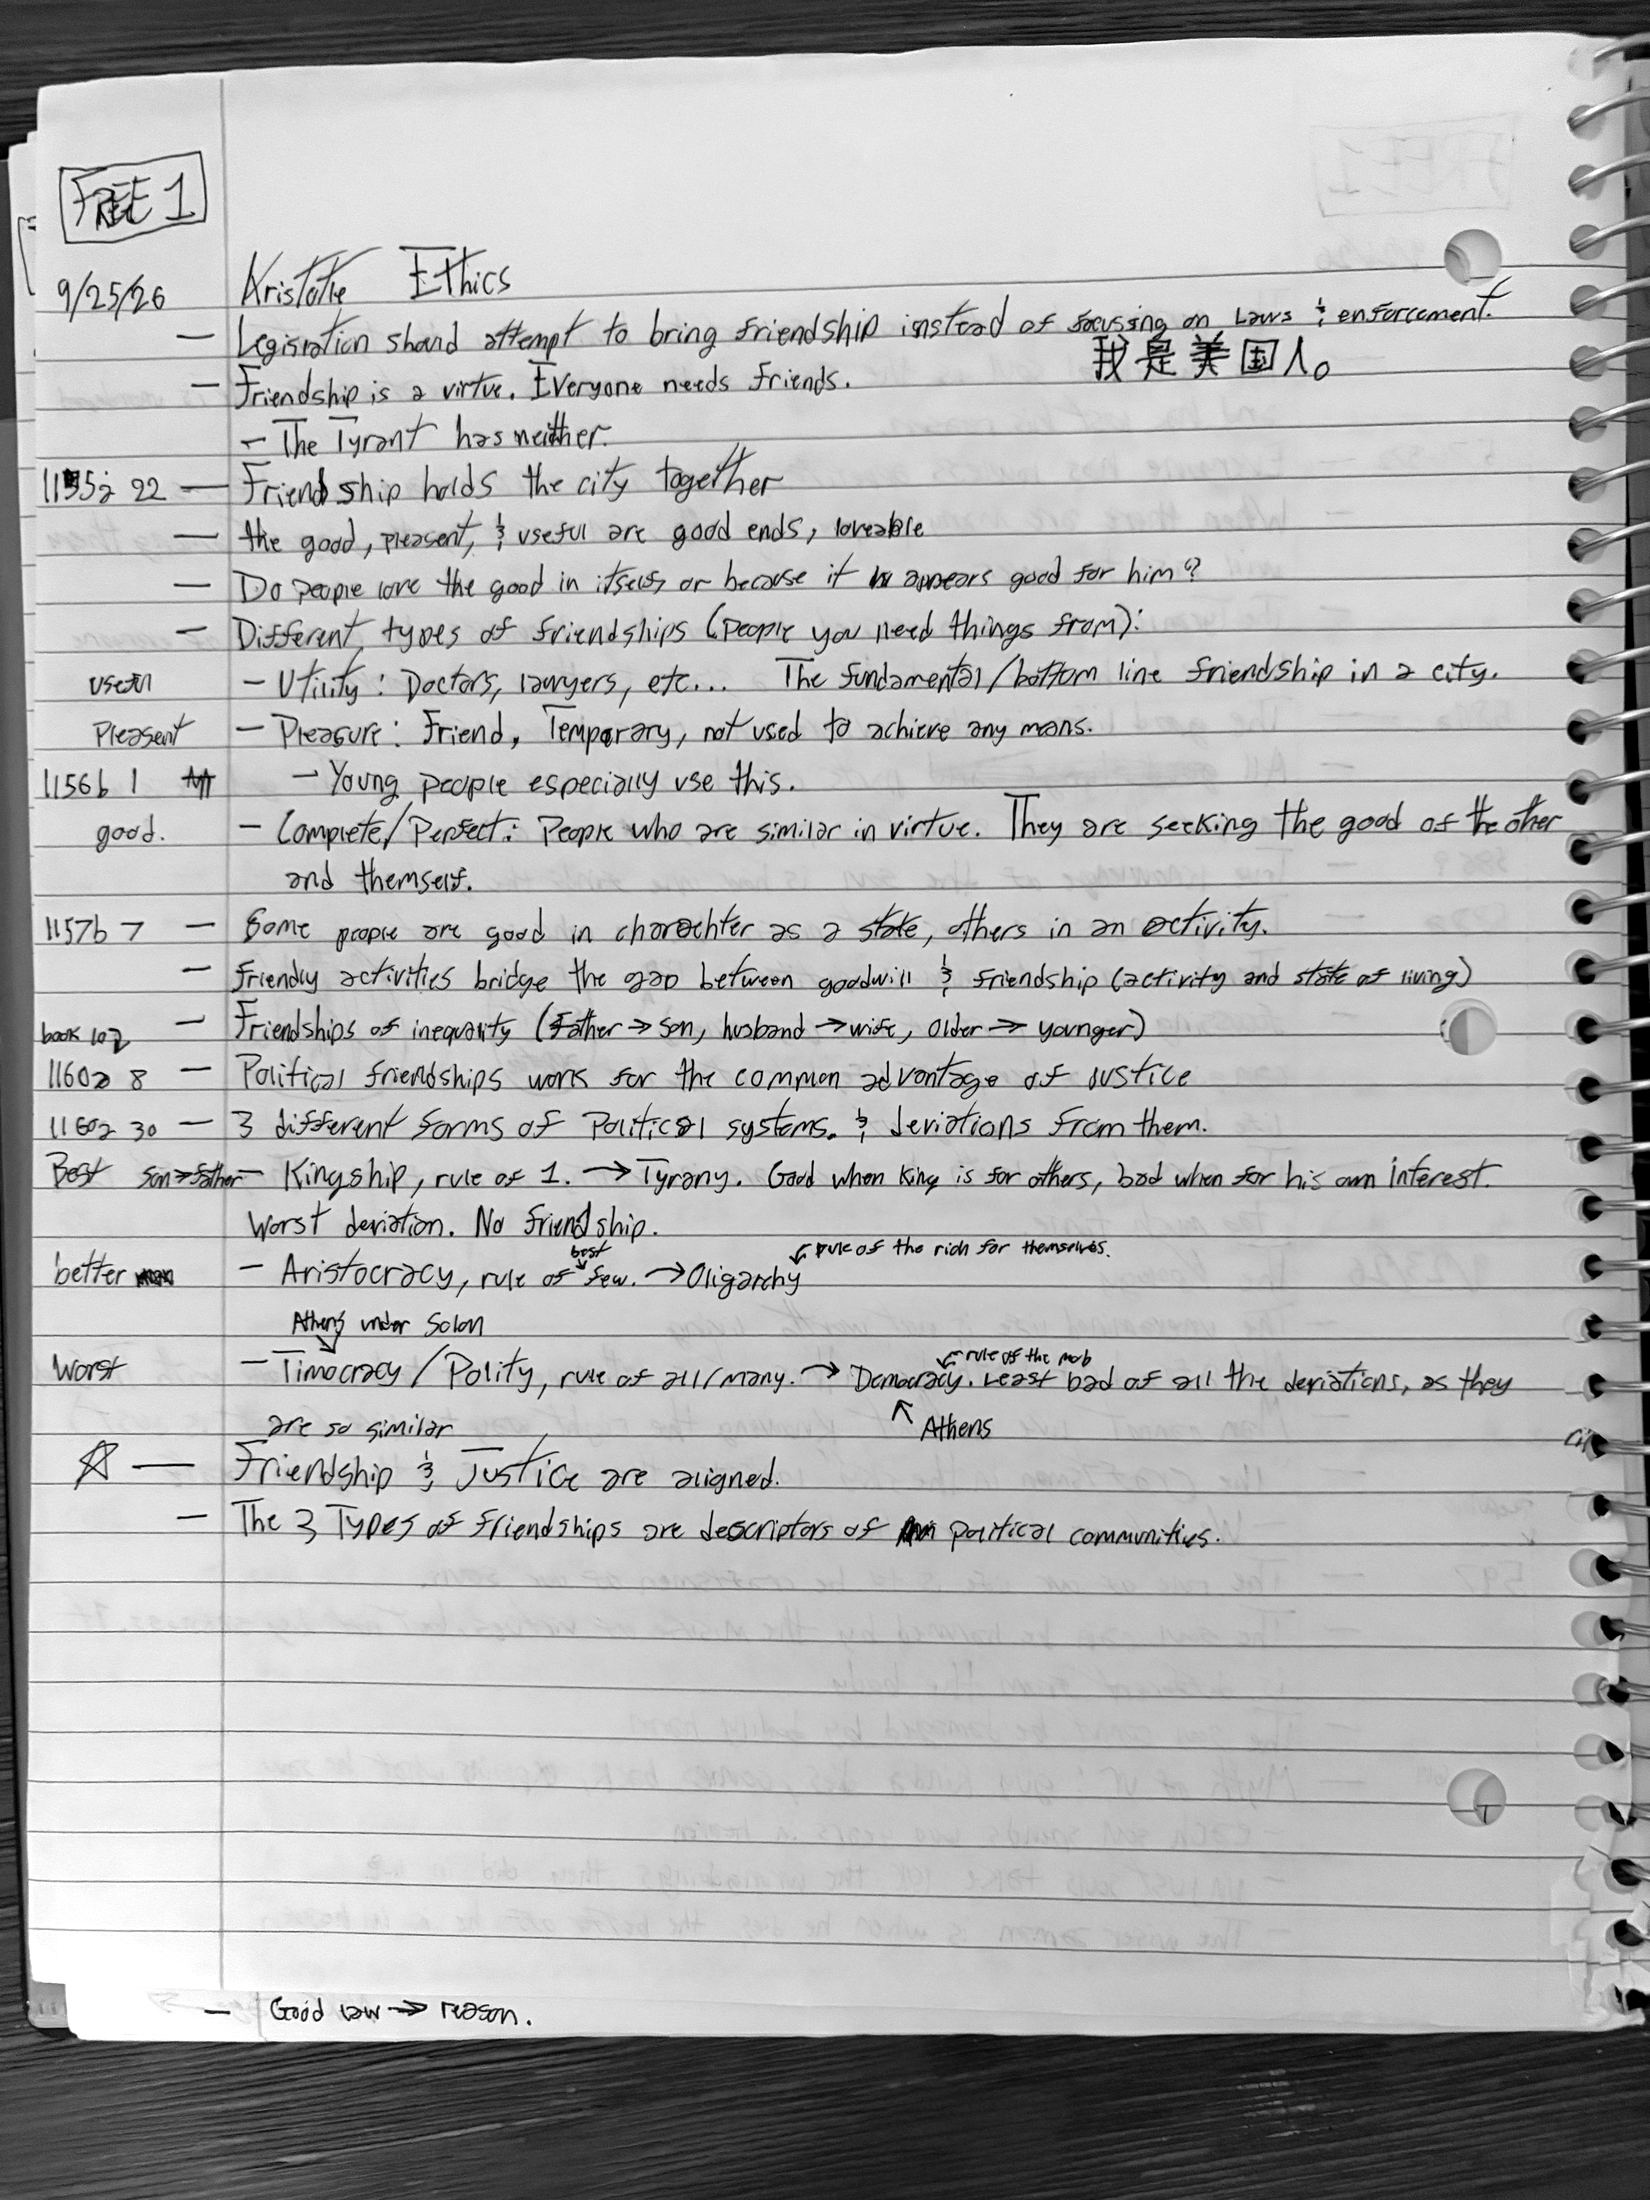 FREE 1
9/25/26 Aristotle Ethics
— Legislation should attempt to bring friendship instead of focusing on Laws & enforcement.
我是美国人。
— Friendship is a virtue. Everyone needs friends.
— The Tyrant has neither.
1155a 22 — Friendship holds the city together
— the good, pleasent, & useful are good ends, loveable
— Do people love the good in itself, or because it appears good for him?
— Different types of friendships (people you need things from):
useful — Utility: Doctors, lawyers, etc... The fundamental/bottom line friendship in a city.
Pleasent — Pleasure: Friend, Temporary, not used to achieve any means.
1156b 1 — Young people especially use this.
good. — Complete/Perfect: People who are similar in virtue. They are seeking the good of the other
and themself.
1157b 7 — Some people are good in charachter as a state, others in an activity.
— Friendly activities bridge the gap between goodwill & friendship (activity and state of living)
book — Friendships of inequality (Father → son, husband → wife, older → younger)
1160a 8 — Political friendships work for the common advantage of justice
1160a 30 — 3 different forms of Political systems. & deviations from them.
Best son → father — Kingship, rule of 1. → Tyrany. Good when King is for others, bad when for his own interest.
Worst deviation. No friendship.
best ← rule of the rich for themselves.
better — Aristocracy, rule of few. → Oligarchy
Athens under Solon
← rule of the mob
Worst — Timocracy / Polity, rule of all/many. → Democracy. Least bad of all the deviations, as they
are so similar
Athens
☆ — Friendship & Justice are aligned.
— The 3 Types of friendships are descriptors of political communities.
— Good law → reason.